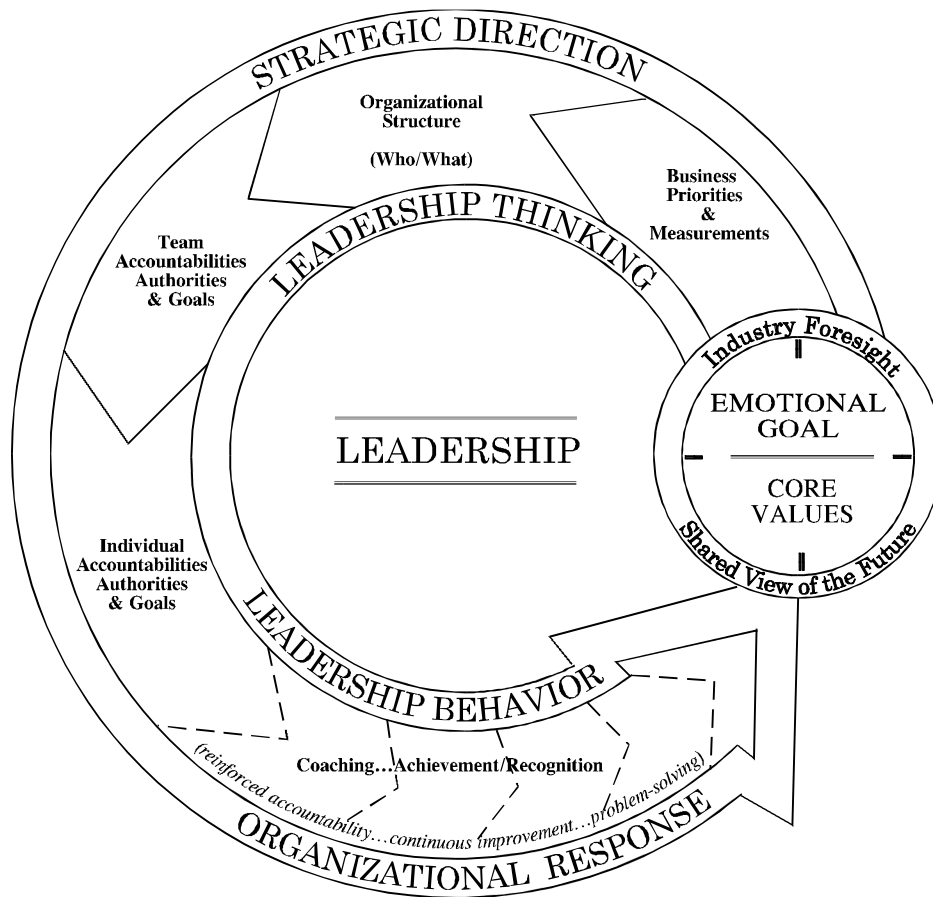 STRATEGIC DIRECTION
Organizational
Structure
(Who/What)
Business
Priorities
&
Measurements
LEADERSHIP THINKING
Team
Accountabilities
Authorities
& Goals
Industry Foresight
EMOTIONAL
GOAL
CORE
VALUES
Shared View of the Future
LEADERSHIP
Individual
Accountabilities
Authorities
& Goals
LEADERSHIP BEHAVIOR
Coaching...Achievement/Recognition
(reinforced accountability...continuous improvement...problem-solving)
ORGANIZATIONAL RESPONSE